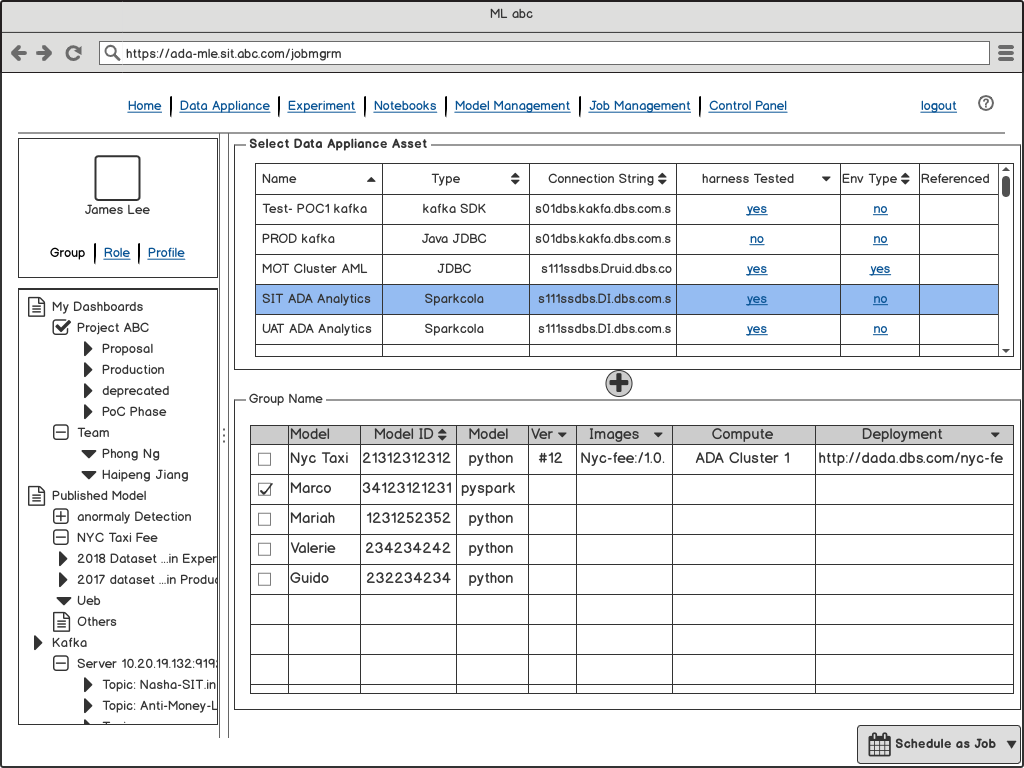 ML abc
https://ada-mle.sit.abc.com/jobmgrm
Home Data Appliance Experiment Notebooks Model Management Job Management Control Panel logout ?
James Lee
Group Role Profile
My Dashboards
Project ABC
Proposal
Production
deprecated
PoC Phase
Team
Phong Ng
Haipeng Jiang
Published Model
anormaly Detection
NYC Taxi Fee
2018 Dataset ...in Exper
2017 dataset ...in Produc
Ueb
Others
Kafka
Server 10.20.19.132:919
Topic: Nasha-SIT.in
Topic: Anti-Money-L
Select Data Appliance Asset
Name Type Connection String harness Tested Env Type Referenced
Test- POC1 kafka kafka SDK s01dbs.kakfa.dbs.com.s yes no
PROD kafka Java JDBC s01dbs.kakfa.dbs.com.s no no
MOT Cluster AML JDBC s111ssdbs.Druid.dbs.co yes yes
SIT ADA Analytics Sparkcola s111ssdbs.DI.dbs.com.s yes no
UAT ADA Analytics Sparkcola s111ssdbs.DI.dbs.com.s yes no
Group Name
Model Model ID Model Ver Images Compute Deployment
Nyc Taxi 21312312312 python #12 Nyc-fee:/1.0. ADA Cluster 1 http://dada.dbs.com/nyc-fe
Marco 34123121231 pyspark
Mariah 1231252352 python
Valerie 234234242 python
Guido 232234234 python
Schedule as Job